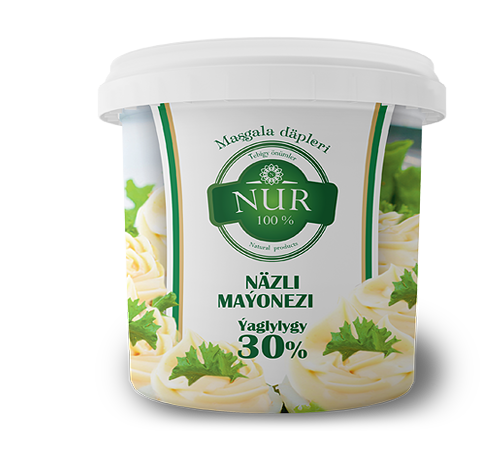 Maşgala däpleri
Tebigy önümler
NUR
100 %
Natural products
NÄZLI
MAÝONEZI
Ýaglylygy
30%